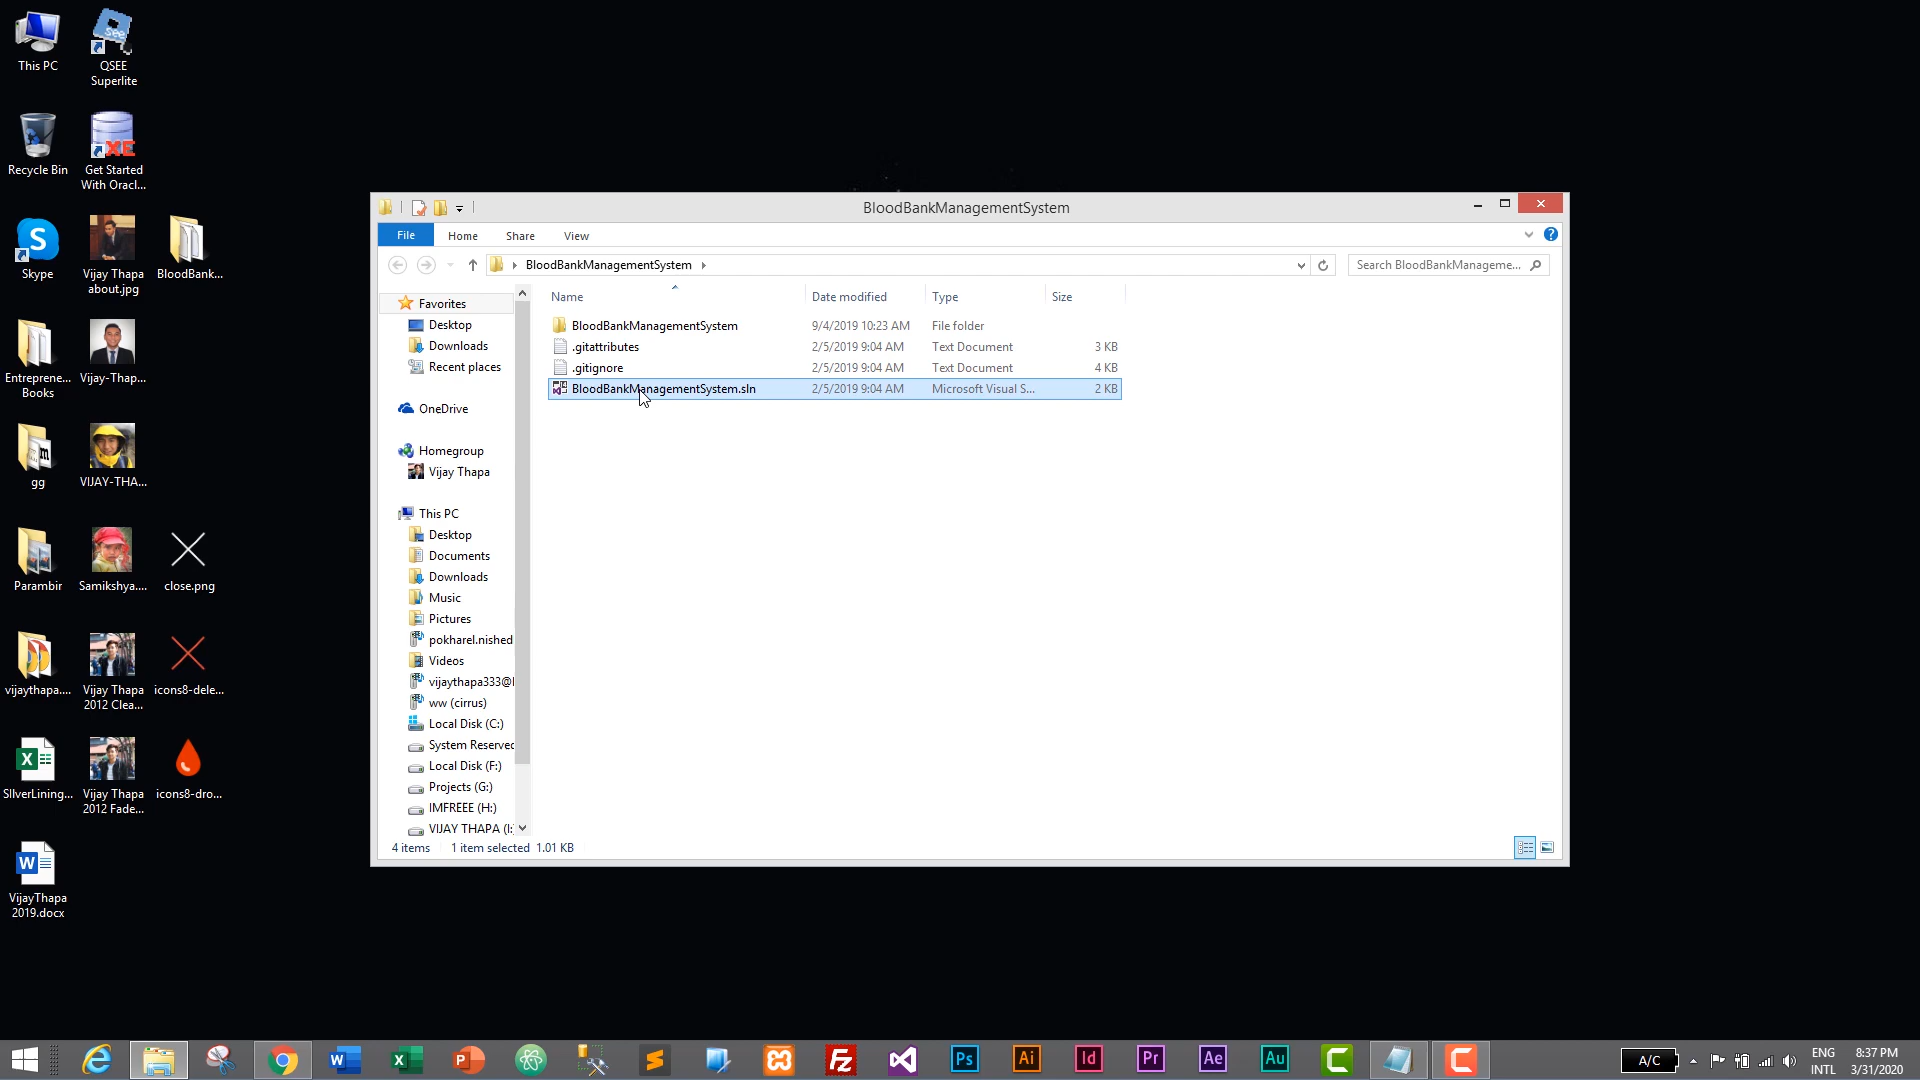 This PC
QSEE
Superlite
Recycle Bin
Get Started
With Oracl...
Skype
Vijay Thapa
about.jpg
BloodBank...
Entreprene...
Books
Vijay-Thap...
gg
VIJAY-THA...
Parambir
Samikshya....
close.png
vijaythapa....
Vijay Thapa
2012 Clea...
icons8-dele...
SIlverLining...
Vijay Thapa
2012 Fade...
icons8-dro...
VijayThapa
2019.docx
BloodBankManagementSystem
File
Home
Share
View
BloodBankManagementSystem
Search BloodBankManageme...
Name
Date modified
Type
Size
BloodBankManagementSystem 9/4/2019 10:23 AM File folder
.gitattributes 2/5/2019 9:04 AM Text Document 3 KB
.gitignore 2/5/2019 9:04 AM Text Document 4 KB
BloodBankManagementSystem.sln 2/5/2019 9:04 AM Microsoft Visual S... 2 KB
Favorites
Desktop
Downloads
Recent places
OneDrive
Homegroup
Vijay Thapa
This PC
Desktop
Documents
Downloads
Music
Pictures
pokharel.nished
Videos
vijaythapa333@
ww (cirrus)
Local Disk (C:)
System Reserved
Local Disk (F:)
Projects (G:)
IMFREEE (H:)
VIJAY THAPA (I:
4 items 1 item selected 1.01 KB
Ps
Ai
Id
Pr
Ae
Au
A/C
ENG
INTL
8:37 PM
3/31/2020